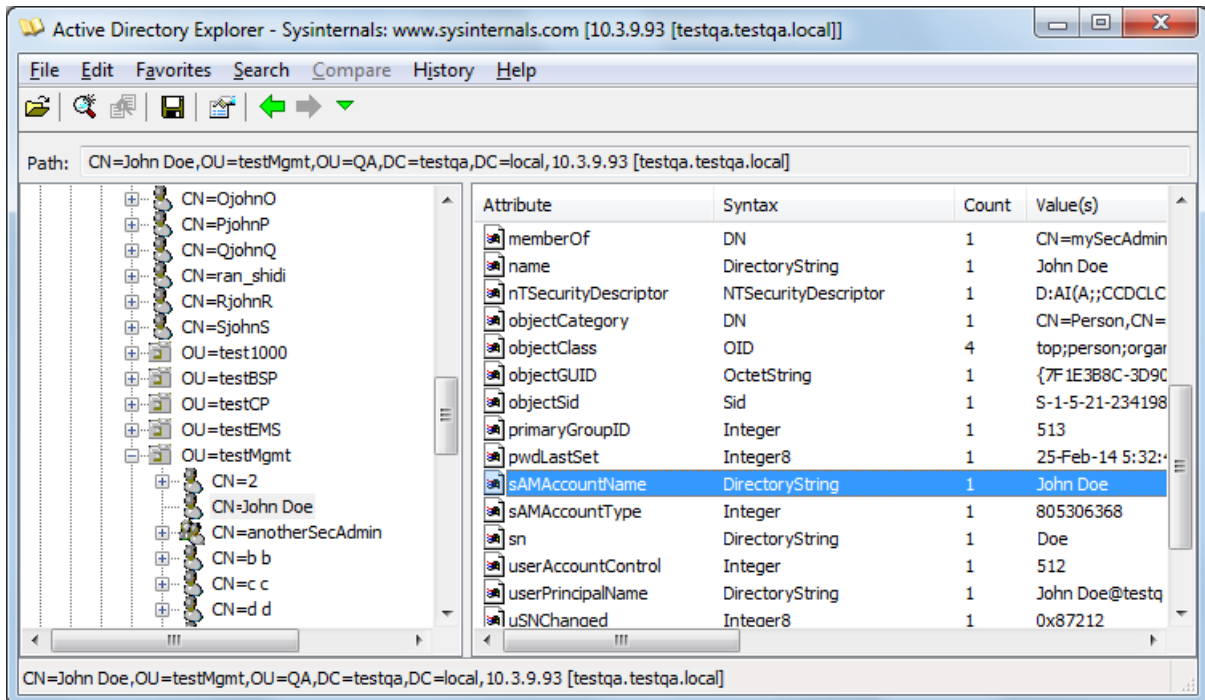 Active Directory Explorer - Sysinternals: www.sysinternals.com [10.3.9.93 [testqa.testqa.local]]
File Edit Favorites Search Compare History Help
Path: CN=John Doe,OU=testMgmt,OU=QA,DC=testqa,DC=local,10.3.9.93 [testqa.testqa.local]
CN=OjohnO
CN=PjohnP
CN=QjohnQ
CN=ran_shidi
CN=RjohnR
CN=SjohnS
OU=test1000
OU=testBSP
OU=testCP
OU=testEMS
OU=testMgmt
CN=2
CN=John Doe
CN=anotherSecAdmin
CN=b b
CN=c c
CN=d d
Attribute Syntax Count Value(s)
memberOf DN 1 CN=mySecAdmin
name DirectoryString 1 John Doe
nTSecurityDescriptor NTSecurityDescriptor 1 D:AI(A;;CCDCLC
objectCategory DN 1 CN=Person,CN=
objectClass OID 4 top;person;organ
objectGUID OctetString 1 {7F1E3B8C-3D90
objectSid Sid 1 S-1-5-21-234198
primaryGroupID Integer 1 513
pwdLastSet Integer8 1 25-Feb-14 5:32:4
sAMAccountName DirectoryString 1 John Doe
sAMAccountType Integer 1 805306368
sn DirectoryString 1 Doe
userAccountControl Integer 1 512
userPrincipalName DirectoryString 1 John Doe@testq
uSNChanged Integer8 1 0x87212
CN=John Doe,OU=testMgmt,OU=QA,DC=testqa,DC=local,10.3.9.93 [testqa.testqa.local]